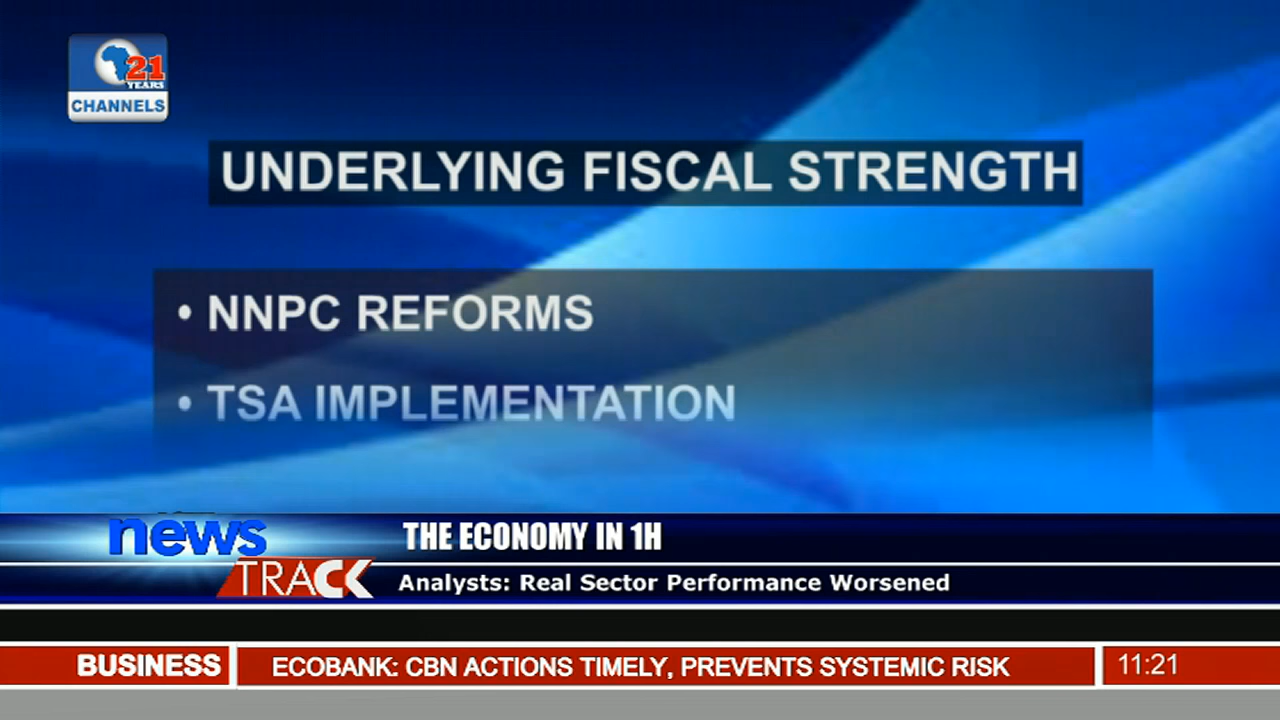 21
YEARS
CHANNELS
UNDERLYING FISCAL STRENGTH
• NNPC REFORMS
• TSA IMPLEMENTATION
news
TRACK
THE ECONOMY IN 1H
Analysts: Real Sector Performance Worsened
BUSINESS
ECOBANK: CBN ACTIONS TIMELY, PREVENTS SYSTEMIC RISK
11:21